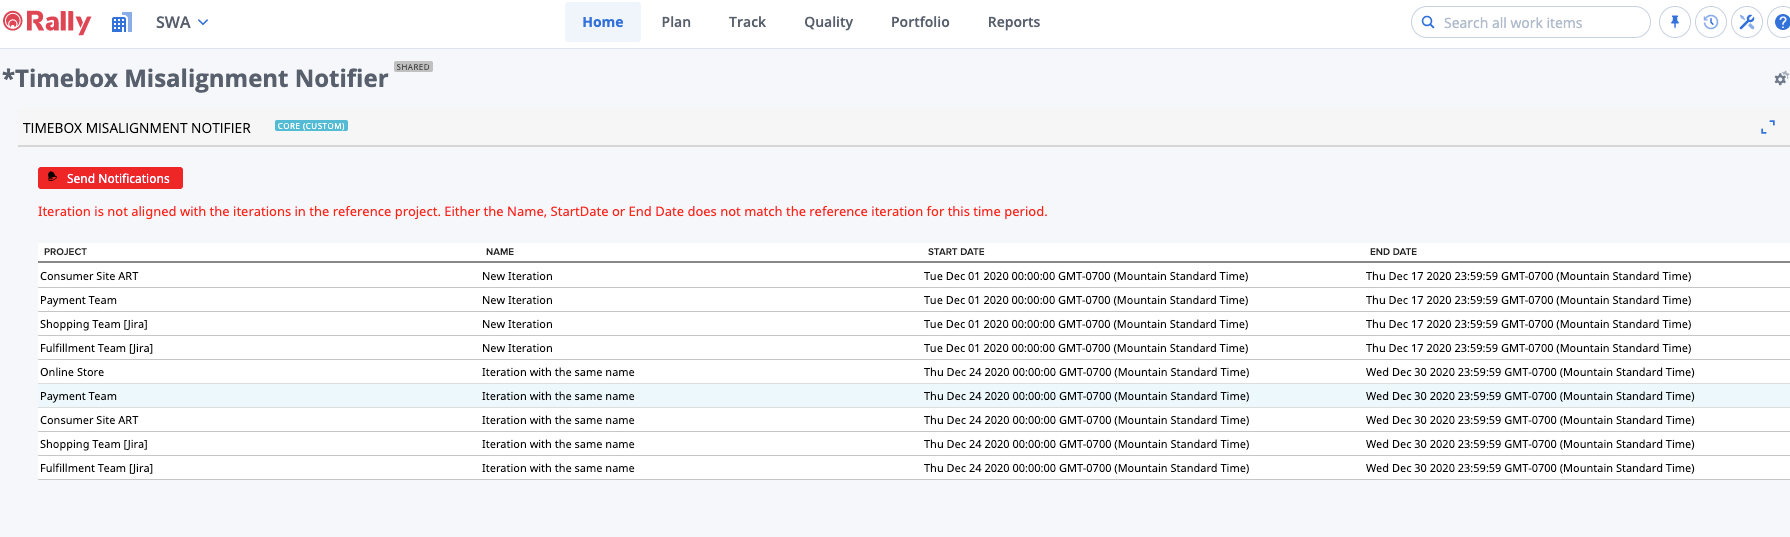 Rally SWA Home Plan Track Quality Portfolio Reports Search all work items ?
*Timebox Misalignment Notifier SHARED
TIMEBOX MISALIGNMENT NOTIFIER CORE (CUSTOM)
Send Notifications
Iteration is not aligned with the iterations in the reference project. Either the Name, StartDate or End Date does not match the reference iteration for this time period.
PROJECT NAME START DATE END DATE
Consumer Site ART New Iteration Tue Dec 01 2020 00:00:00 GMT-0700 (Mountain Standard Time) Thu Dec 17 2020 23:59:59 GMT-0700 (Mountain Standard Time)
Payment Team New Iteration Tue Dec 01 2020 00:00:00 GMT-0700 (Mountain Standard Time) Thu Dec 17 2020 23:59:59 GMT-0700 (Mountain Standard Time)
Shopping Team [Jira] New Iteration Tue Dec 01 2020 00:00:00 GMT-0700 (Mountain Standard Time) Thu Dec 17 2020 23:59:59 GMT-0700 (Mountain Standard Time)
Fulfillment Team [Jira] New Iteration Tue Dec 01 2020 00:00:00 GMT-0700 (Mountain Standard Time) Thu Dec 17 2020 23:59:59 GMT-0700 (Mountain Standard Time)
Online Store Iteration with the same name Thu Dec 24 2020 00:00:00 GMT-0700 (Mountain Standard Time) Wed Dec 30 2020 23:59:59 GMT-0700 (Mountain Standard Time)
Payment Team Iteration with the same name Thu Dec 24 2020 00:00:00 GMT-0700 (Mountain Standard Time) Wed Dec 30 2020 23:59:59 GMT-0700 (Mountain Standard Time)
Consumer Site ART Iteration with the same name Thu Dec 24 2020 00:00:00 GMT-0700 (Mountain Standard Time) Wed Dec 30 2020 23:59:59 GMT-0700 (Mountain Standard Time)
Shopping Team [Jira] Iteration with the same name Thu Dec 24 2020 00:00:00 GMT-0700 (Mountain Standard Time) Wed Dec 30 2020 23:59:59 GMT-0700 (Mountain Standard Time)
Fulfillment Team [Jira] Iteration with the same name Thu Dec 24 2020 00:00:00 GMT-0700 (Mountain Standard Time) Wed Dec 30 2020 23:59:59 GMT-0700 (Mountain Standard Time)